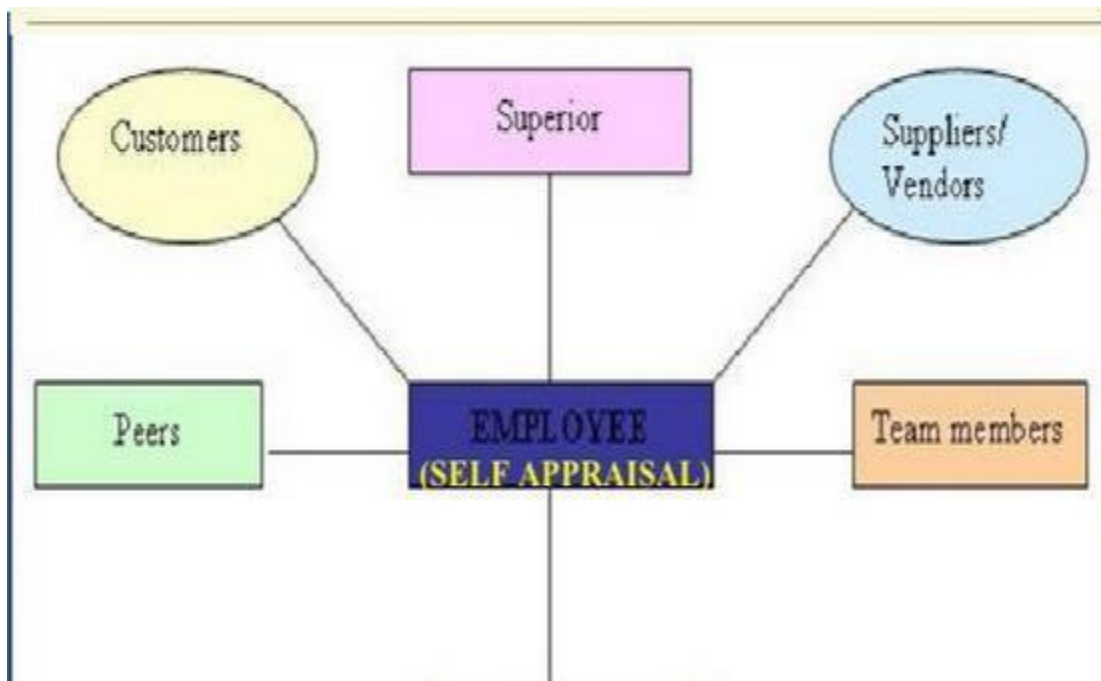 Customers
Superior
Suppliers/
Vendors
Peers
EMPLOYEE
(SELF APPRAISAL)
Team members